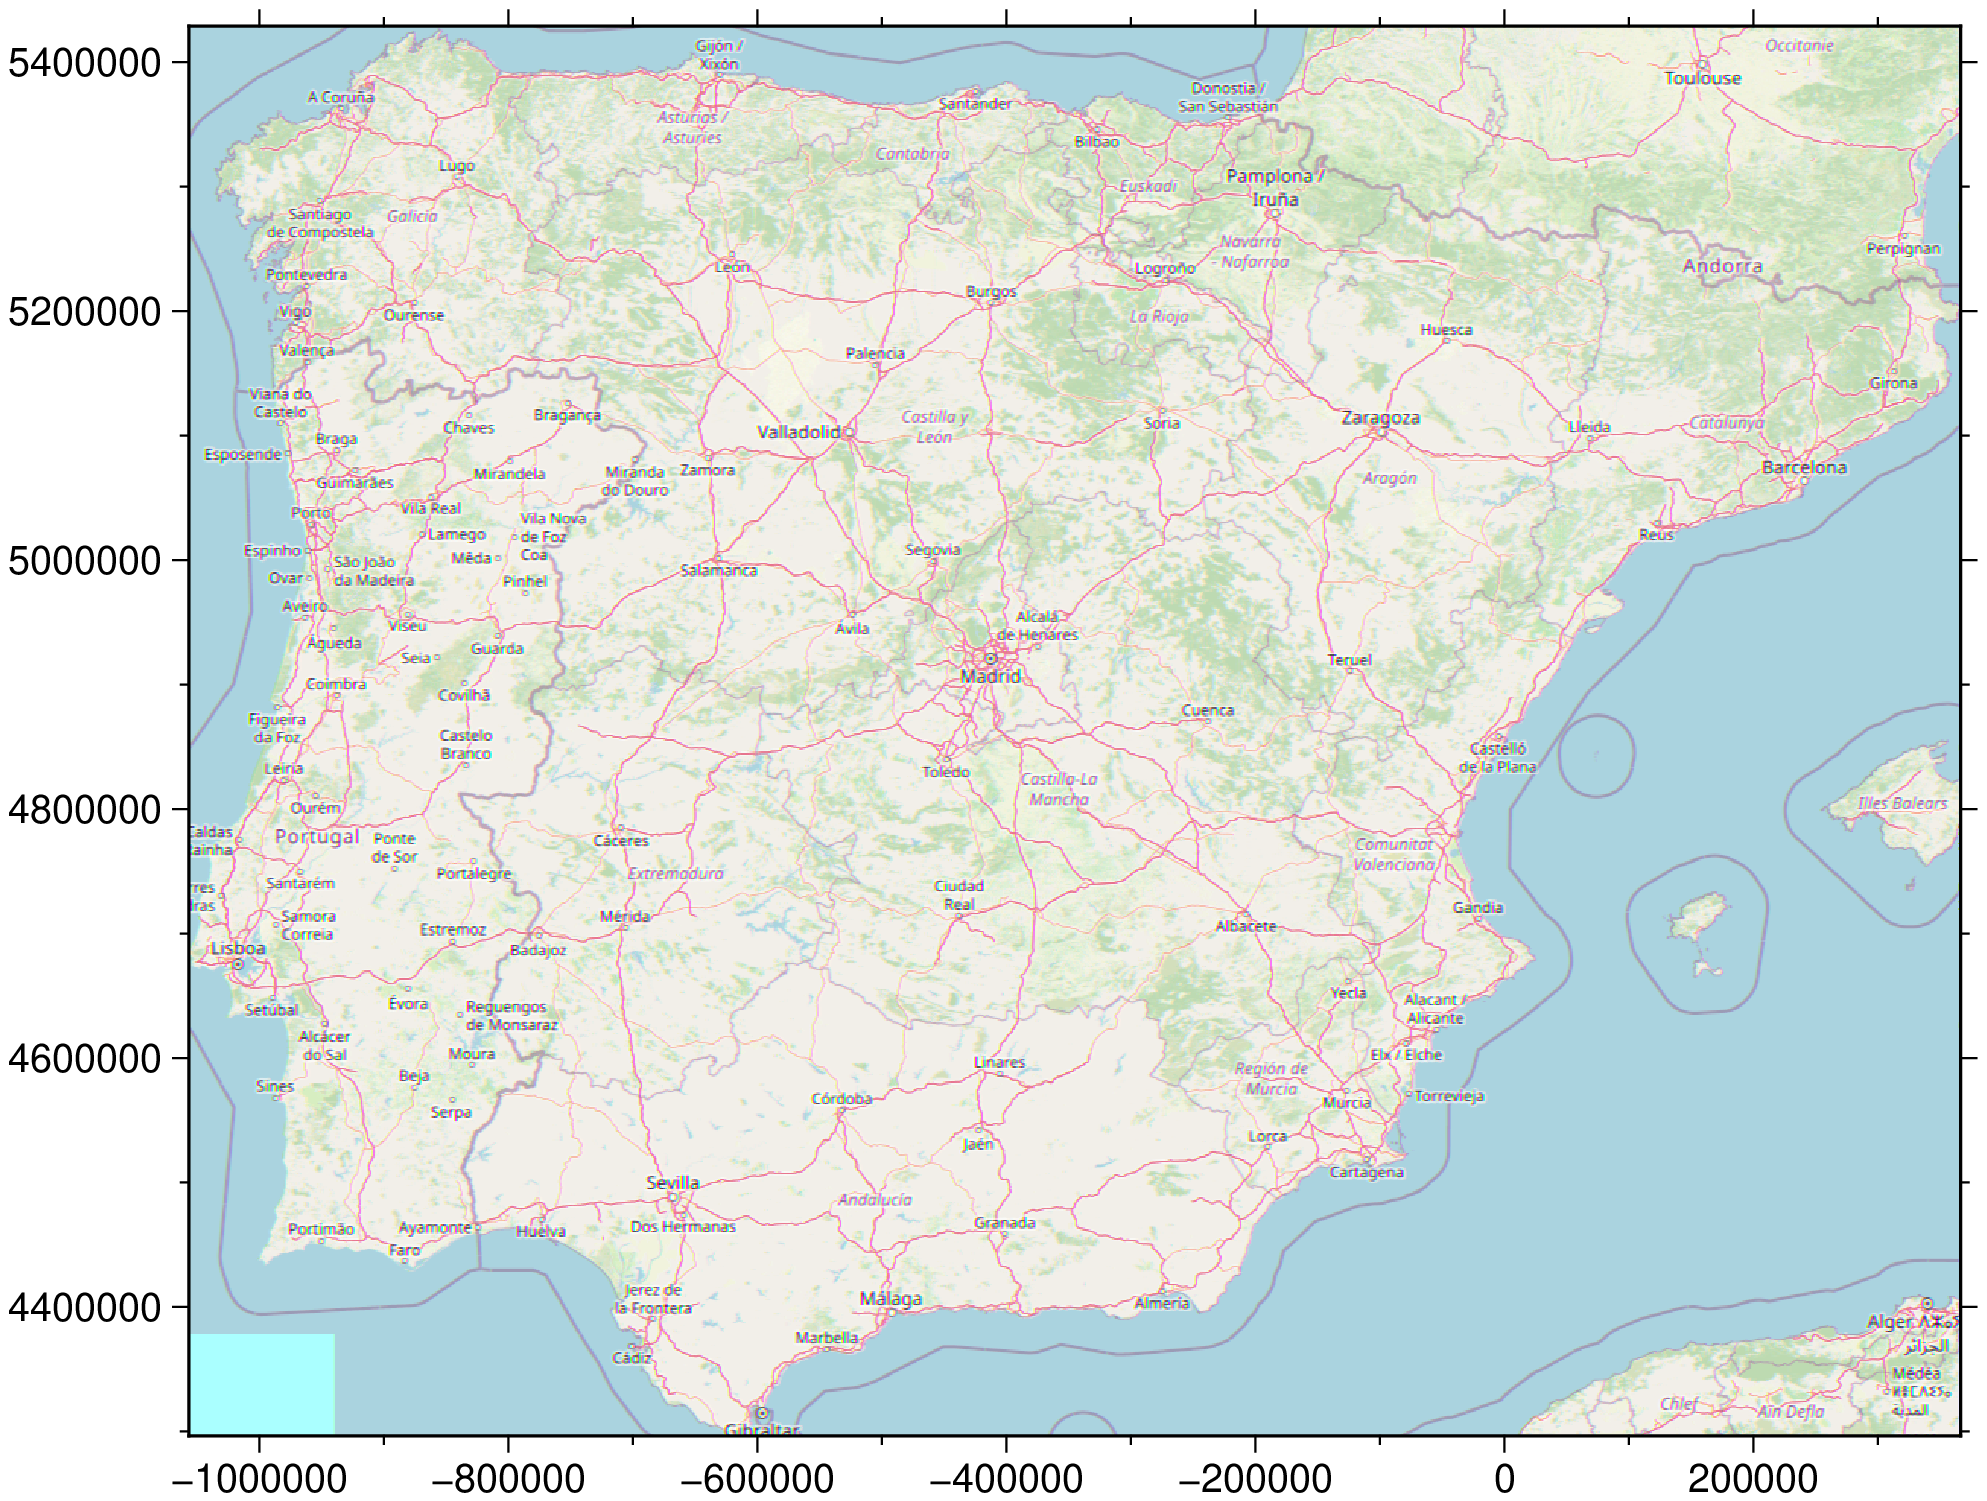 5400000
5200000
5000000
4800000
4600000
4400000
Gijón /
Xixón
Occitanie
Toulouse
A Coruña
Donostia /
San Sebastián
Santander
Asturias /
Asturies
Bilbao
Cantabria
Lugo
Pamplona /
Iruña
Euskadi
Santiago
de Compostela
Galicia
Navarra
- Nafarroa
Perpignan
Andorra
Pontevedra
León
Logroño
Burgos
Vigo
Ourense
La Rioja
Huesca
Valença
Palencia
Girona
Viana do
Castelo
Bragança
Chaves
Castilla y
León
Valladolid
Soria
Zaragoza
Lleida
Catalunya
Braga
Esposende
Barcelona
Guimarães
Mirandela
Miranda
do Douro
Zamora
Aragón
Porto
Vila Real
Vila Nova
de Foz
Coa
Lamego
Reus
Espinho
Mêda
São João
da Madeira
Segovia
Salamanca
Ovar
Pinhel
Aveiro
Viseu
Águeda
Guarda
Seia
Ávila
Alcalá
de Henares
Madrid
Teruel
Coimbra
Covilhã
Cuenca
Figueira
da Foz
Castelo
Branco
Leiria
Toledo
Castelló
de la Plana
Castilla-La
Mancha
Ourém
Illes Balears
Caldas
Rainha
Portugal
Ponte
de Sor
Cáceres
Comunitat
Valenciana
Santarém
Portalegre
Extremadura
rres
dras
Ciudad
Real
Samora
Correia
Estremoz
Mérida
Gandia
Lisboa
Badajoz
Albacete
Setúbal
Évora
Reguengos
de Monsaraz
Yecla
Alacant /
Alicante
Alcácer
do Sal
Moura
Linares
Elx / Elche
Sines
Beja
Región de
Murcia
Serpa
Córdoba
Murcia
Torrevieja
Jaén
Lorca
Cartagena
Sevilla
Andalucía
Portimão
Ayamonte
Huelva
Dos Hermanas
Granada
Faro
Jerez de
la Frontera
Málaga
Almería
Marbella
Cádiz
Gibraltar
Alger
الجزائر
Médéa
المدية
Chlef
Aïn Defla
−1000000
−800000
−600000
−400000
−200000
0
200000